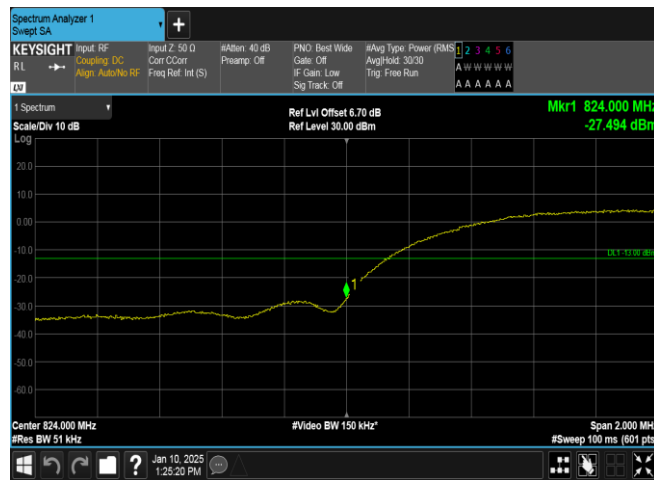 Spectrum Analyzer 1
Swept SA
KEYSIGHT
RL
LXI
Input: RF
Coupling: DC
Align: Auto/No RF
Input Z: 50 Ω
Corr CCorr
Freq Ref: Int (S)
#Atten: 40 dB
Preamp: Off
PNO: Best Wide
Gate: Off
IF Gain: Low
Sig Track: Off
#Avg Type: Power (RMS
Avg|Hold: 30/30
Trig: Free Run
1 2 3 4 5 6
A W W W W W
A A A A A A
1 Spectrum
Scale/Div 10 dB
Log
Ref Lvl Offset 6.70 dB
Ref Level 30.00 dBm
Mkr1 824.000 MHz
-27.494 dBm
20.0
10.0
0.00
-10.0
DL1 -13.00 dBm
-20.0
1
-30.0
-40.0
-50.0
-60.0
Center 824.000 MHz
#Res BW 51 kHz
#Video BW 150 kHz*
Span 2.000 MHz
#Sweep 100 ms (601 pts
?
Jan 10, 2025
1:25:20 PM